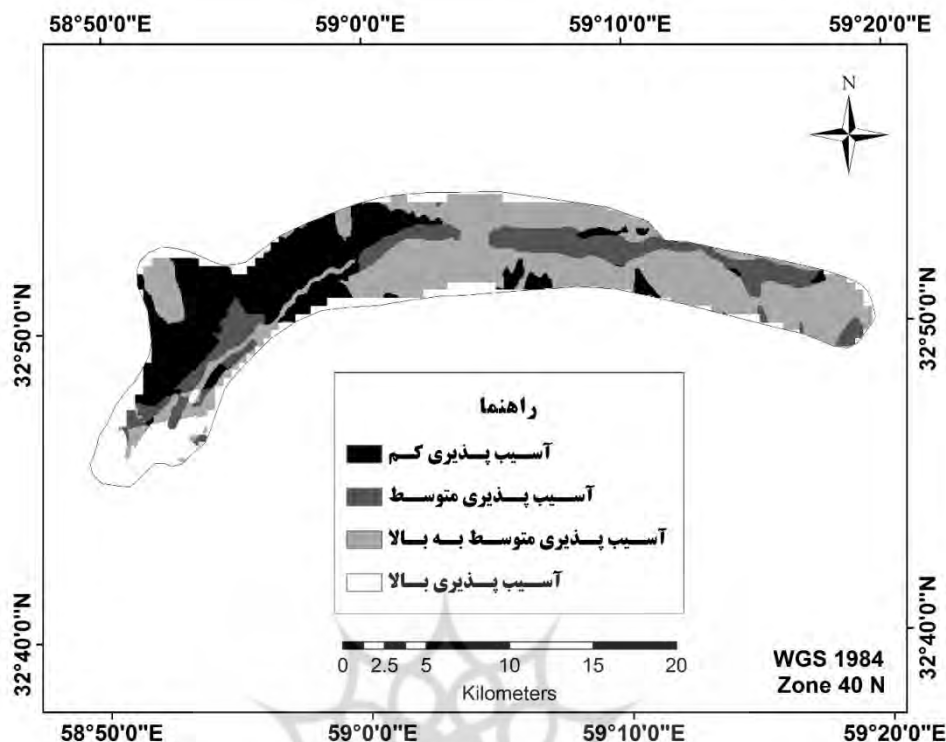 58°50'0"E 59°0'0"E 59°10'0"E 59°20'0"E
N
32°50'0"N 32°50'0"N
راهنما
آسیب پذیری کم
آسیب پذیری متوسط
آسیب پذیری متوسط به بالا
آسیب پذیری بالا
32°40'0"N 32°40'0"N
0 2.5 5 10 15 20
Kilometers
WGS 1984
Zone 40 N
58°50'0"E 59°0'0"E 59°10'0"E 59°20'0"E